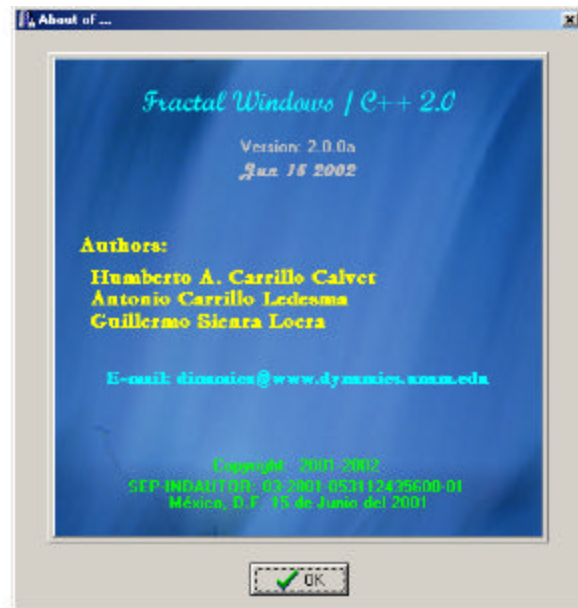 About of ...
Fractal Windows / C++ 2.0
Version: 2.0.0a
Jun 15 2002
Authors:
Humberto A. Carrillo Calvet
Antonio Carrillo Ledesma
Guillermo Sienra Loera
E-mail: dinamica@www.dynamics.unam.edu
Copyright 2001-2002
SEP-INDAUTOR: 03-2001-053112435600-01
México, D.F. 15 de Junio del 2001
OK